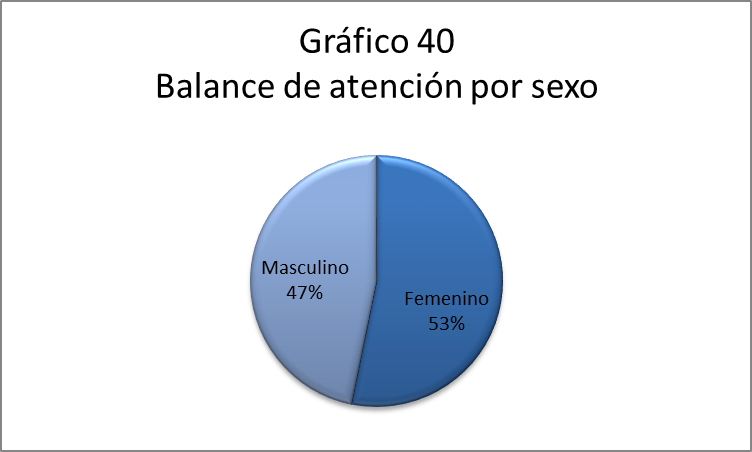 Gráfico 40
Balance de atención por sexo
Masculino
47%
Femenino
53%